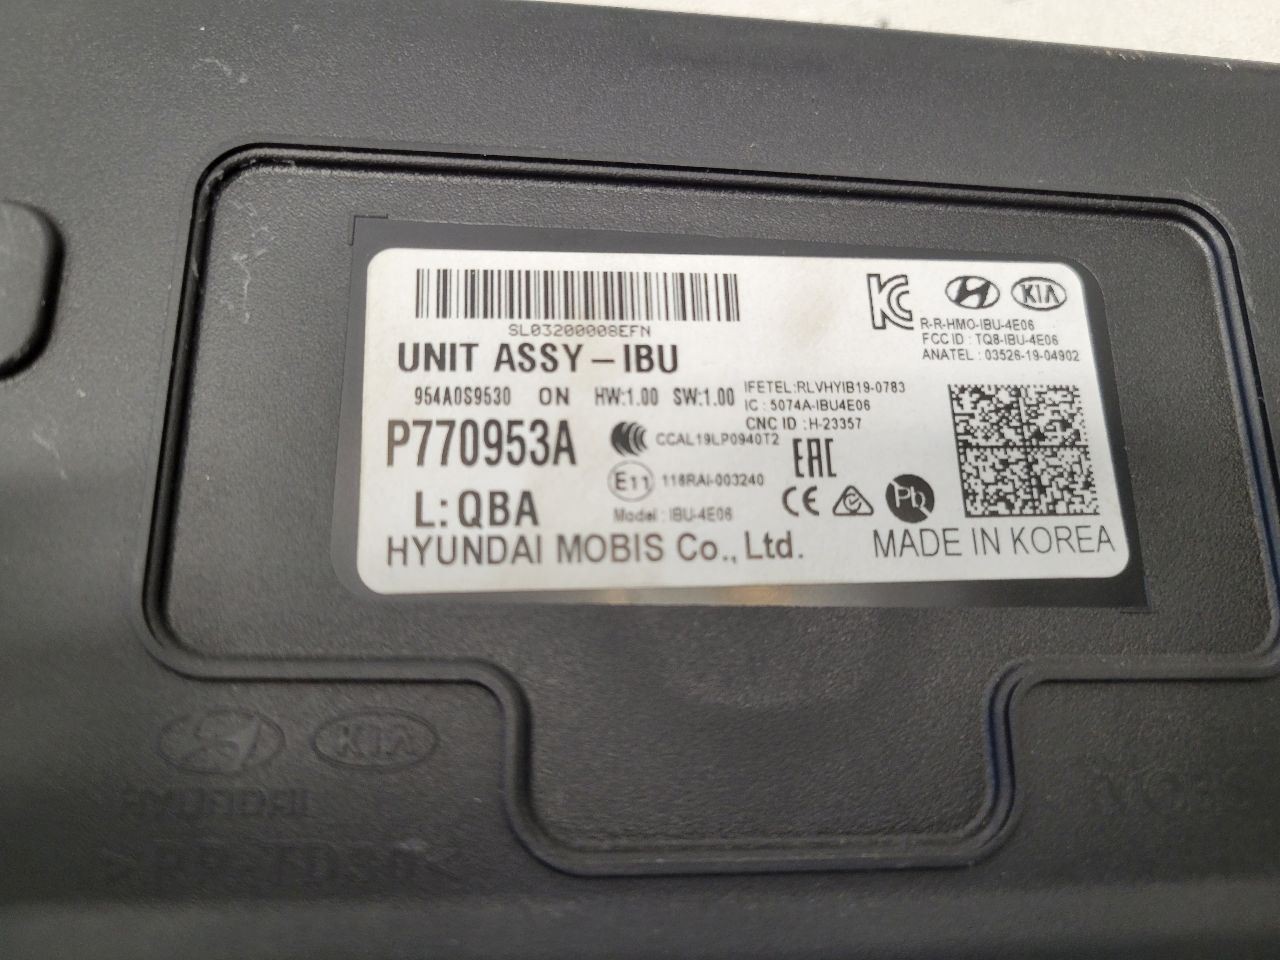 SL03200008EFN
KC
KIA
R-R-HMO-IBU-4E06
FCC ID : TQ8-IBU-4E06
ANATEL : 03526-19-04902
UNIT ASSY-IBU
954A0S9530 ON HW:1.00 SW:1.00
IFETEL:RLVHYIB19-0783
IC : 5074A-IBU4E06
CNC ID : H-23357
P770953A
CCAL19LP0940T2
EAC
E11
118RAI-003240
CE
Pb
L:QBA
Model : IBU-4E06
HYUNDAI MOBIS Co., Ltd.
MADE IN KOREA
KIA
HYUNDAI